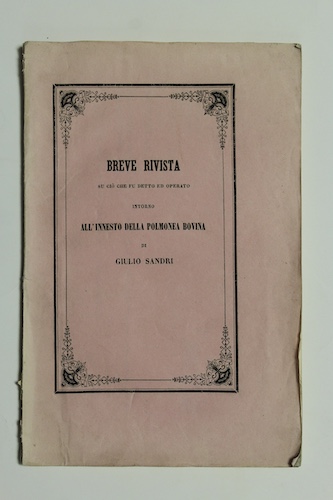 BREVE RIVISTA
SU CIÒ CHE FU DETTO ED OPERATO
INTORNO
ALL'INNESTO DELLA POLMONEA BOVINA
DI
GIULIO SANDRI